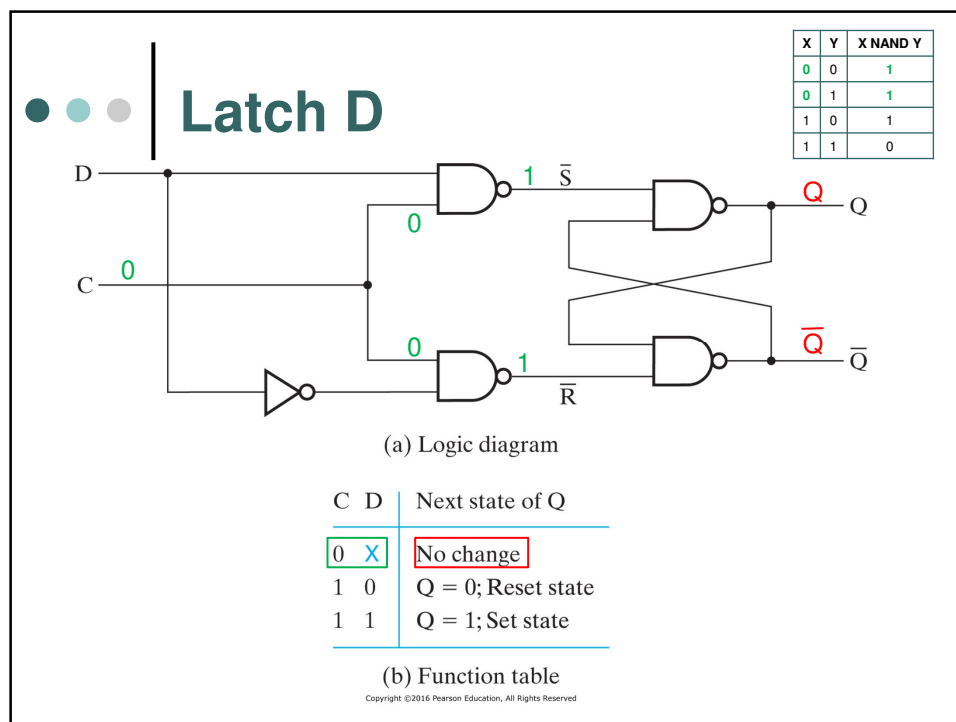 X Y X NAND Y
0 0 1
0 1 1
1 0 1
1 1 0
Latch D
D
1 S̅
Q Q
0
0
C
0
1
R̅
Q̅ Q̅
(a) Logic diagram
C D Next state of Q
0 X No change
1 0 Q = 0; Reset state
1 1 Q = 1; Set state
(b) Function table
Copyright ©2016 Pearson Education, All Rights Reserved